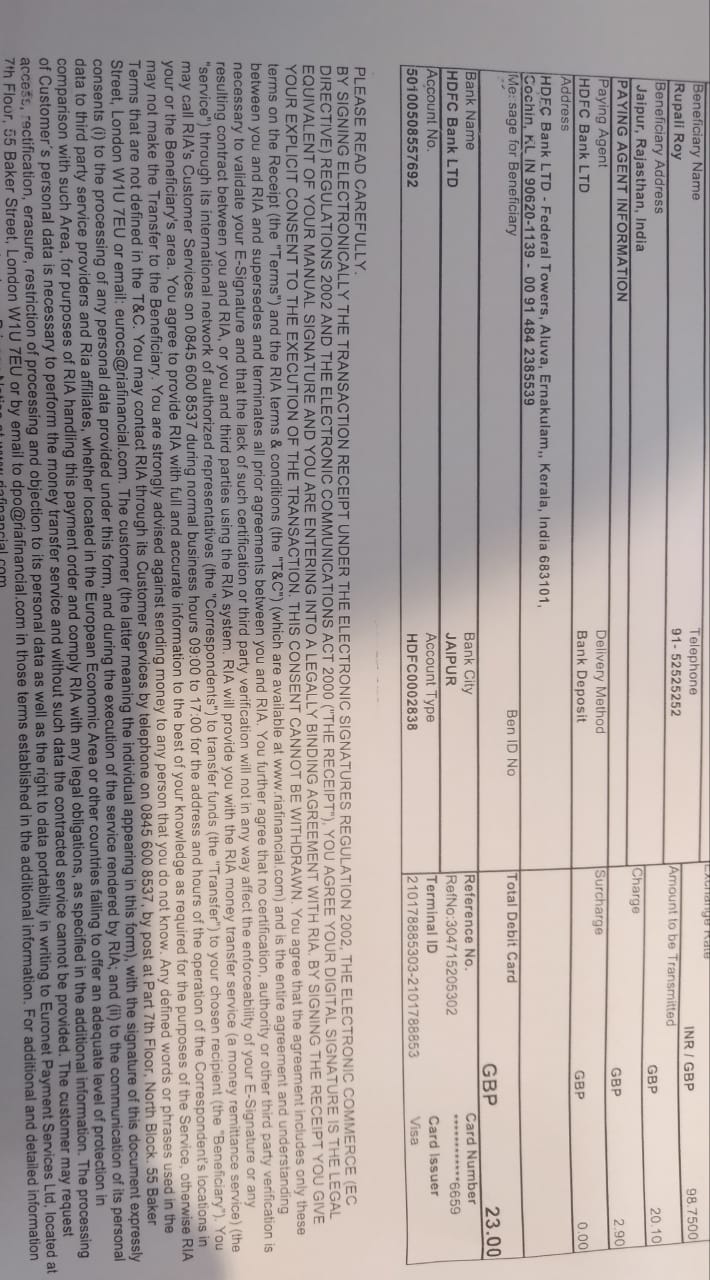 Exchange Rate INR / GBP 98.7500
Beneficiary Name Telephone
Rupali Roy 91- 52525252
Amount to be Transmitted GBP 20.10
Beneficiary Address
Jaipur, Rajasthan, India
Charge GBP 2.90
PAYING AGENT INFORMATION
Paying Agent Delivery Method Surcharge GBP 0.00
HDFC Bank LTD Bank Deposit
Address
HDFC Bank LTD - Federal Towers, Aluva, Ernakulam,, Kerala, India 683101,
Cochin, KL IN 90620-1139 - 00 91 484 2385539
Message for Beneficiary Ben ID No Total Debit Card GBP 23.00
Bank Name Bank City Reference No. Card Number
HDFC Bank LTD JAIPUR RefNo:304715205302 ************6659
Account No. Account Type Terminal ID Card Issuer
50100508557692 HDFC0002838 210178885303-2101788853 Visa
PLEASE READ CAREFULLY:
BY SIGNING ELECTRONICALLY THE TRANSACTION RECEIPT UNDER THE ELECTRONIC SIGNATURES REGULATION 2002, THE ELECTRONIC COMMERCE (EC
DIRECTIVE) REGULATIONS 2002 AND THE ELECTRONIC COMMUNICATIONS ACT 2000 ("THE RECEIPT"), YOU AGREE YOUR DIGITAL SIGNATURE IS THE LEGAL
EQUIVALENT OF YOUR MANUAL SIGNATURE AND YOU ARE ENTERING INTO A LEGALLY BINDING AGREEMENT WITH RIA. BY SIGNING THE RECEIPT YOU GIVE
YOUR EXPLICIT CONSENT TO THE EXECUTION OF THE TRANSACTION. THIS CONSENT CANNOT BE WITHDRAWN. You agree that the agreement includes only these
terms on the Receipt (the "Terms") and the RIA terms & conditions (the "T&C") (which are available at www.riafinancial.com) and is the entire agreement and understanding
between you and RIA and supersedes and terminates all prior agreements between you and RIA. You further agree that no certification, authority or other third party verification is
necessary to validate your E-Signature and that the lack of such certification or third party verification will not in any way affect the enforceability of your E-Signature or any
resulting contract between you and RIA, or you and third parties using the RIA system. RIA will provide you with the RIA money transfer service (a money remittance service) (the
"service") through its international network of authorized representatives (the "Correspondents") to transfer funds (the "Transfer") to your chosen recipient (the "Beneficiary"). You
may call RIA's Customer Services on 0845 600 8537 during normal business hours 09:00 to 17:00 for the address and hours of the operation of the Correspondent's locations in
your or the Beneficiary's area. You agree to provide RIA with full and accurate information to the best of your knowledge as required for the purposes of the Service, otherwise RIA
may not make the Transfer to the Beneficiary. You are strongly advised against sending money to any person that you do not know. Any defined words or phrases used in the
Terms that are not defined in the T&C. You may contact RIA through its Customer Services by telephone on 0845 600 8537, by post at Part 7th Floor, North Block, 55 Baker
Street, London W1U 7EU or email: eurocs@riafinancial.com. The customer (the latter meaning the individual appearing in this form), with the signature of this document expressly
consents (i) to the processing of any personal data provided under this form, and during the execution of the service rendered by RIA; and (ii) to the communication of its personal
data to third party service providers and Ria affiliates, whether located in the European Economic Area or other countries failing to offer an adequate level of protection in
comparison with such Area, for purposes of RIA handling this payment order and comply RIA with any legal obligations, as specified in the additional information. The processing
of Customer's personal data is necessary to perform the money transfer service and without such data the contracted service cannot be provided. The customer may request
access, rectification, erasure, restriction of processing and objection to its personal data as well as the right to data portability in writing to Euronet Payment Services Ltd, located at
7th Floor, 55 Baker Street, London W1U 7EU or by email to dpo@riafinancial.com in those terms established in the additional information. For additional and detailed information